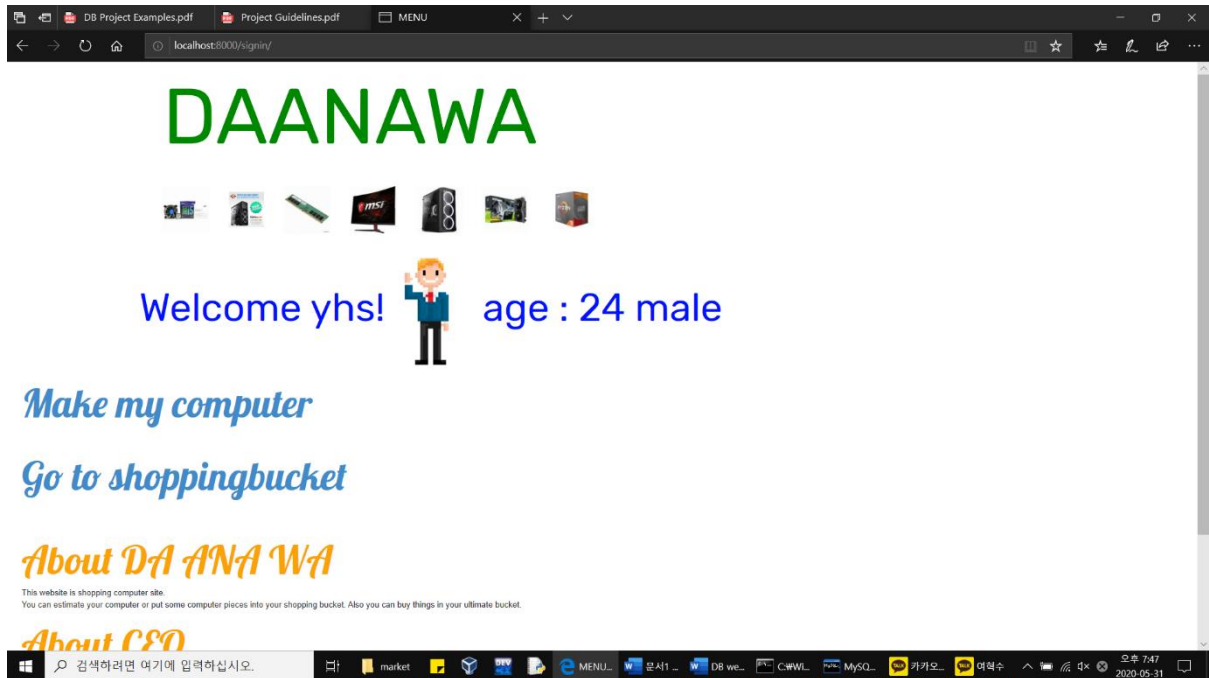 DB Project Examples.pdf
Project Guidelines.pdf
MENU
localhost:8000/signin/
DAANAWA
msi
Welcome yhs!
age : 24 male
Make my computer
Go to shoppingbucket
About DA ANA WA
This website is shopping computer site.
You can estimate your computer or put some computer pieces into your shopping bucket. Also you can buy things in your ultimate bucket.
About CEO
검색하려면 여기에 입력하십시오.
market
DEV
MENU...
문서1 ...
DB we...
C:₩WI...
MySQ...
카카오...
여혁수
오후 7:47
2020-05-31